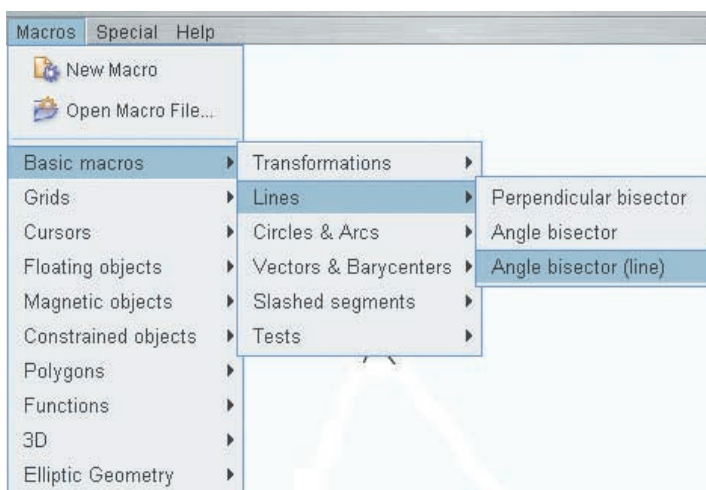 Macros Special Help
New Macro
Open Macro File...
Basic macros
Grids
Cursors
Floating objects
Magnetic objects
Constrained objects
Polygons
Functions
3D
Elliptic Geometry
Transformations
Lines
Circles & Arcs
Vectors & Barycenters
Slashed segments
Tests
Perpendicular bisector
Angle bisector
Angle bisector (line)